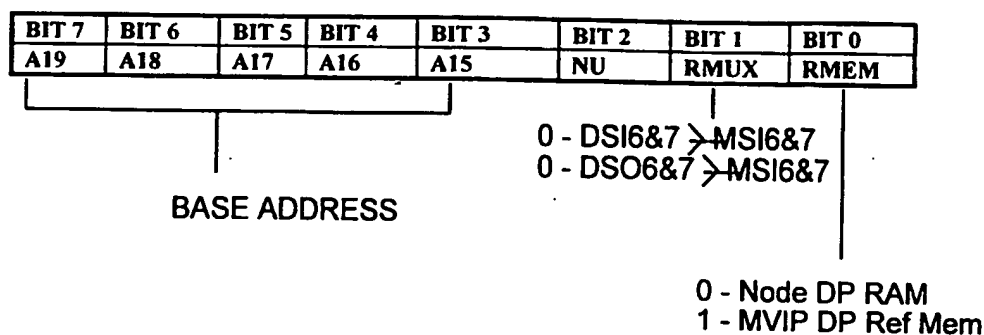 BIT 7 BIT 6 BIT 5 BIT 4 BIT 3 BIT 2 BIT 1 BIT 0
A19 A18 A17 A16 A15 NU RMUX RMEM
0 - DSI6&7 > MSI6&7
0 - DSO6&7 > MSI6&7
BASE ADDRESS
0 - Node DP RAM
1 - MVIP DP Ref Mem